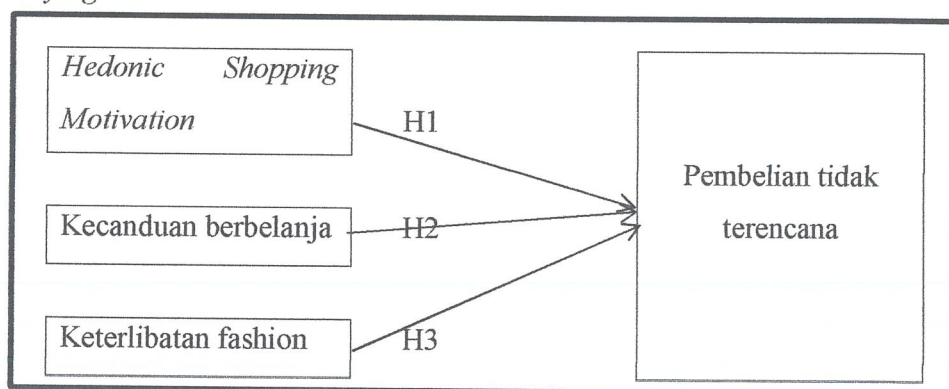 Hedonic Shopping
Motivation
H1
Kecanduan berbelanja
H2
Keterlibatan fashion
H3
Pembelian tidak
terencana